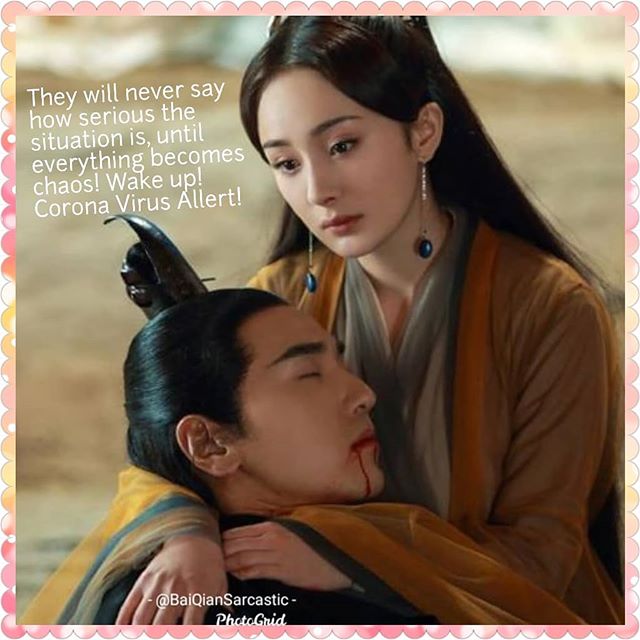 They will never say
how serious the
situation is, until
everything becomes
chaos! Wake up!
Corona Virus Allert!
- @BaiQianSarcastic -
PhotoGrid